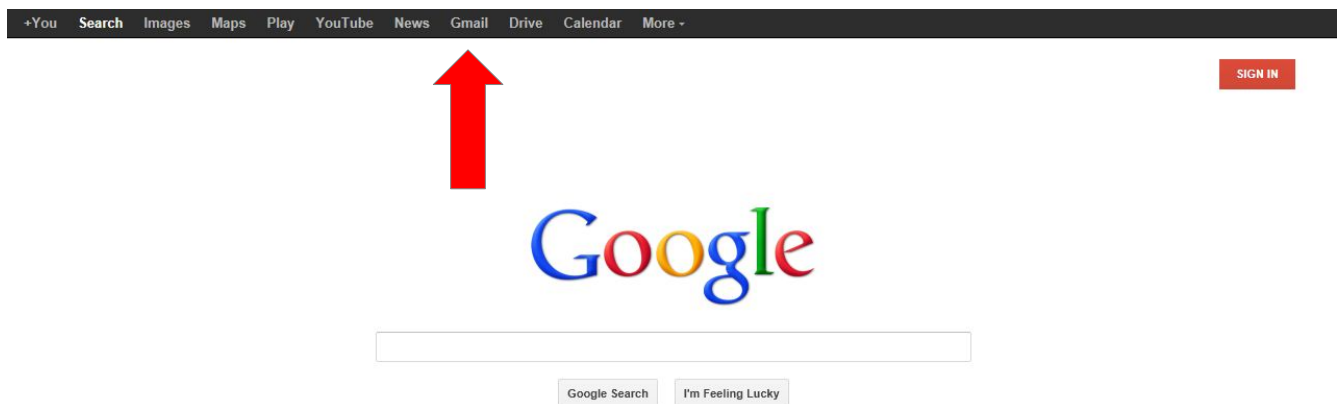 +You Search Images Maps Play YouTube News Gmail Drive Calendar More
SIGN IN
Google
Google Search I'm Feeling Lucky